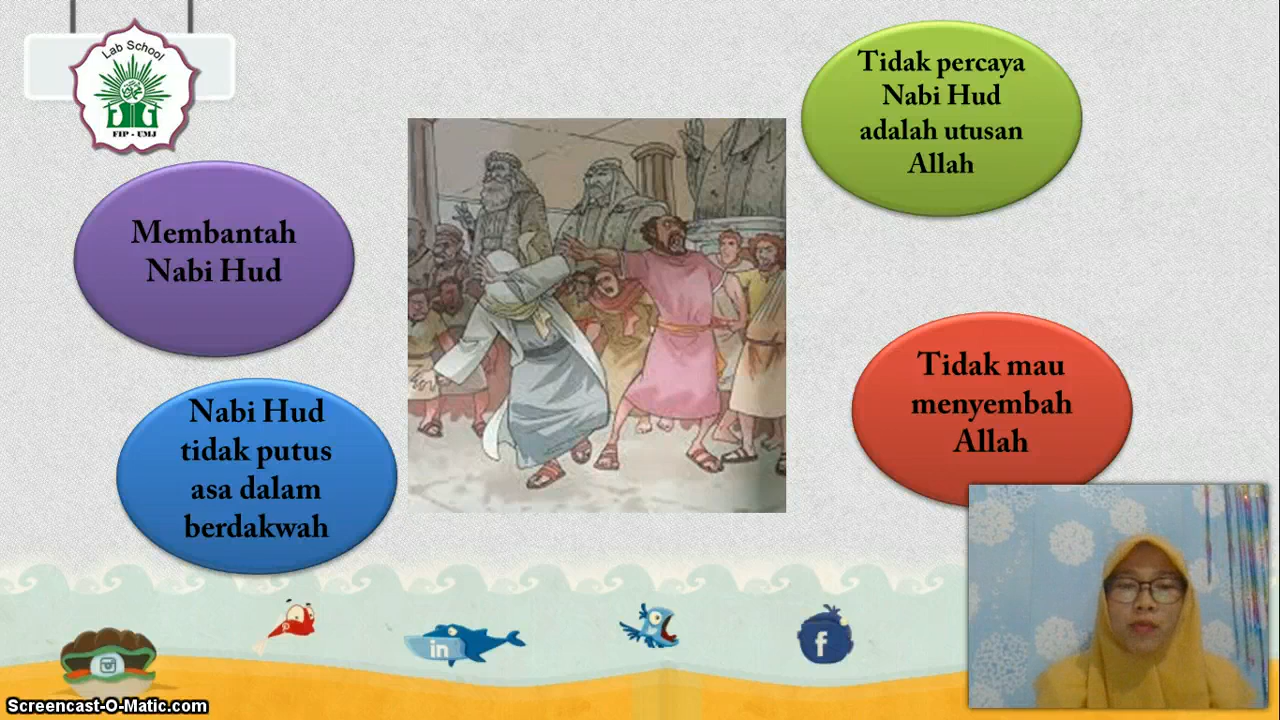 Lab School
FIP - UMJ
Tidak percaya
Nabi Hud
adalah utusan
Allah
Membantah
Nabi Hud
Tidak mau
menyembah
Allah
Nabi Hud
tidak putus
asa dalam
berdakwah
in
f
Screencast-O-Matic.com